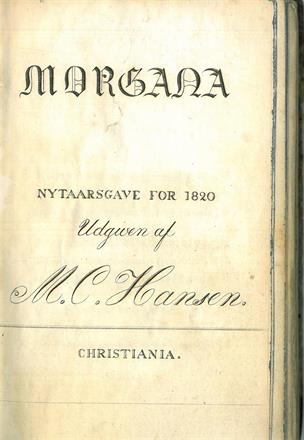 MORGANA
NYTAARSGAVE FOR 1820
Udgiven af
M. C. Hansen.
CHRISTIANIA.